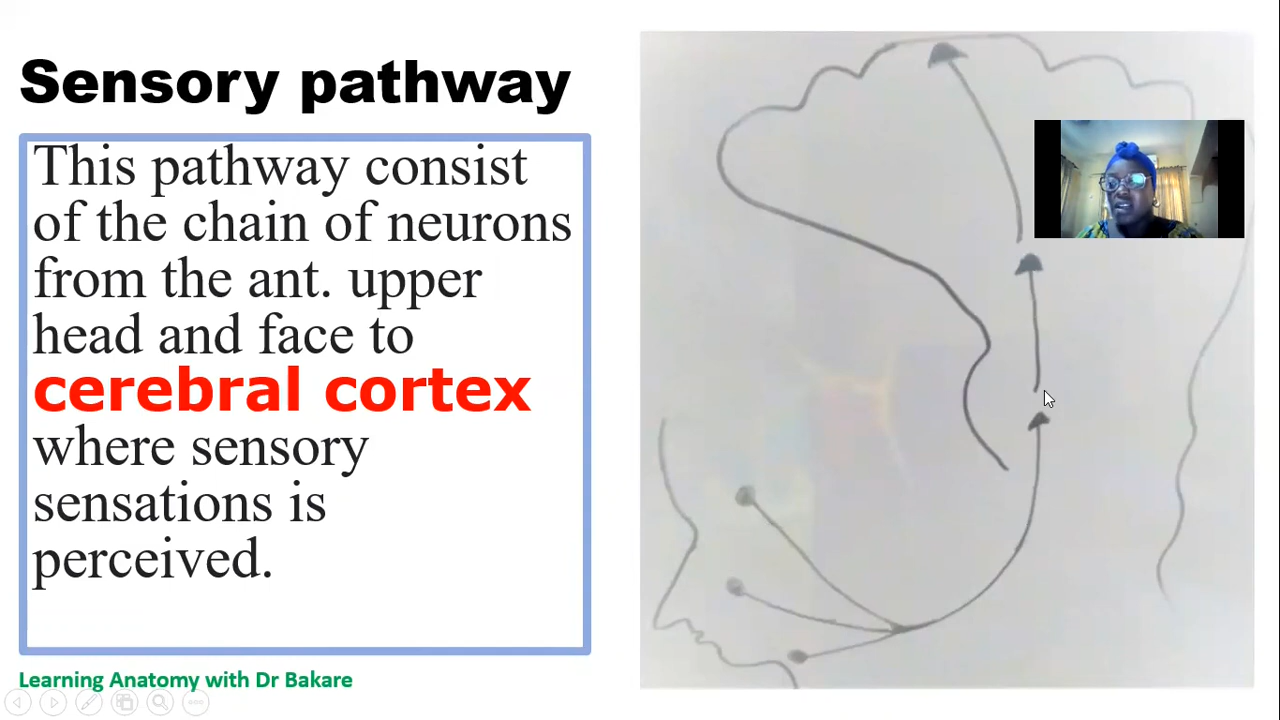 Sensory pathway
This pathway consist
of the chain of neurons
from the ant. upper
head and face to
cerebral cortex
where sensory
sensations is
perceived.
Learning Anatomy with Dr Bakare